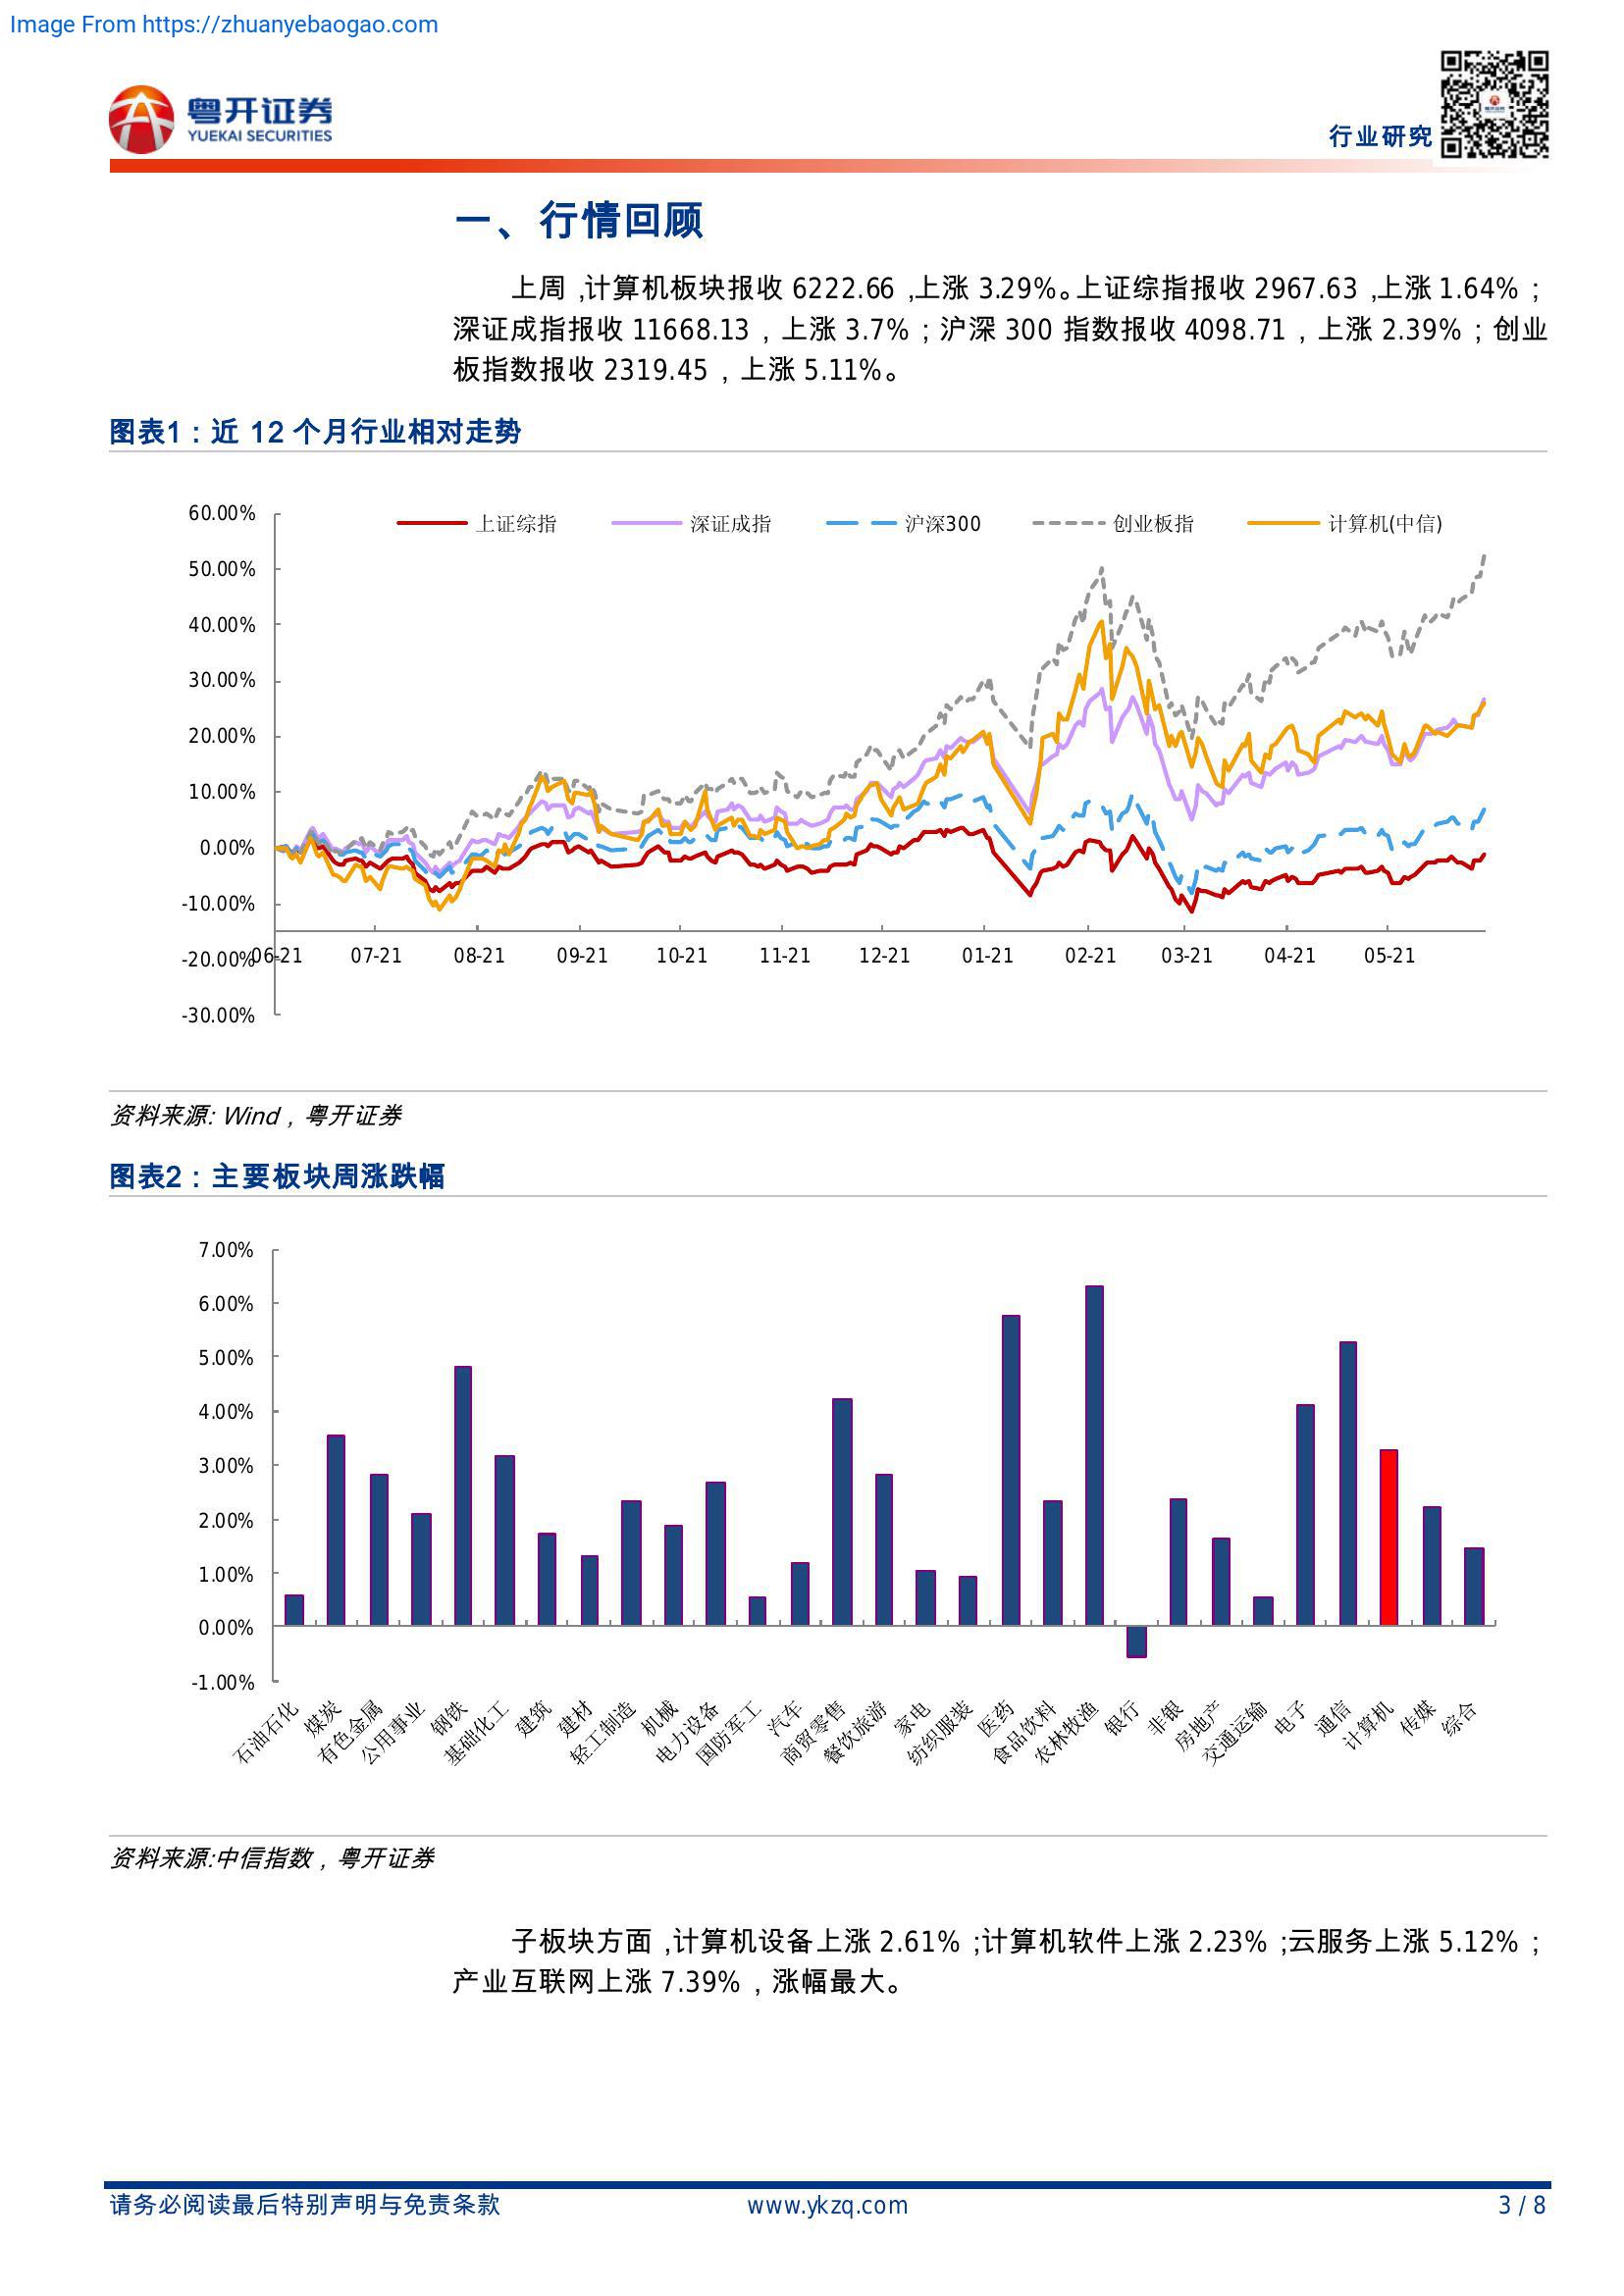 Image From https://zhuanyebaogao.com
粤开证券
YUEKAI SECURITIES
行业研究
一、行情回顾
上周,计算机板块报收 6222.66,上涨 3.29%。上证综指报收 2967.63,上涨 1.64%;
深证成指报收 11668.13,上涨 3.7%;沪深 300 指数报收 4098.71,上涨 2.39%;创业
板指数报收 2319.45,上涨 5.11%。
图表1:近 12 个月行业相对走势
上证综指 深证成指 沪深300 创业板指 计算机(中信)
60.00%
50.00%
40.00%
30.00%
20.00%
10.00%
0.00%
-10.00%
-20.00%
-30.00%
06-21 07-21 08-21 09-21 10-21 11-21 12-21 01-21 02-21 03-21 04-21 05-21
资料来源: Wind,粤开证券
图表2:主要板块周涨跌幅
7.00%
6.00%
5.00%
4.00%
3.00%
2.00%
1.00%
0.00%
-1.00%
石油石化 煤炭 有色金属 公用事业 钢铁 基础化工 建筑 建材 轻工制造 机械 电力设备 国防军工 汽车 商贸零售 餐饮旅游 家电 纺织服装 医药 食品饮料 农林牧渔 银行 非银 房地产 交通运输 电子 通信 计算机 传媒 综合
资料来源:中信指数,粤开证券
子板块方面,计算机设备上涨 2.61%;计算机软件上涨 2.23%;云服务上涨 5.12%;
产业互联网上涨 7.39%,涨幅最大。
请务必阅读最后特别声明与免责条款
www.ykzq.com
3 / 8